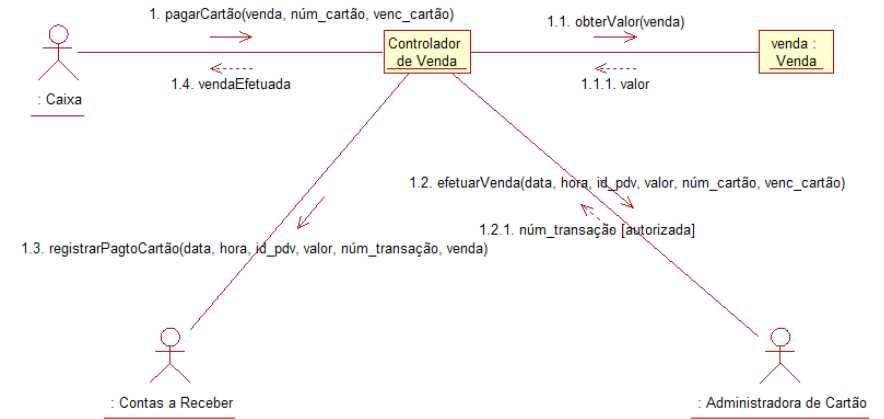 1. pagarCartão(venda, núm_cartão, venc_cartão)
1.1. obterValor(venda)
Controlador
de Venda
venda :
Venda
1.4. vendaEfetuada
1.1.1. valor
: Caixa
1.2. efetuarVenda(data, hora, id_pdv, valor, núm_cartão, venc_cartão)
1.2.1. núm_transação [autorizada]
1.3. registrarPagtoCartão(data, hora, id_pdv, valor, núm_transação, venda)
: Contas a Receber
: Administradora de Cartão